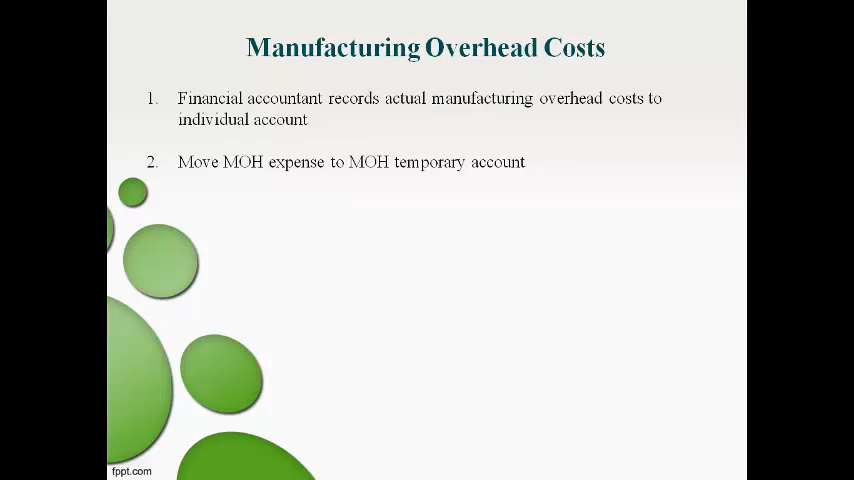 Manufacturing Overhead Costs
1. Financial accountant records actual manufacturing overhead costs to
individual account
2. Move MOH expense to MOH temporary account
fppt.com